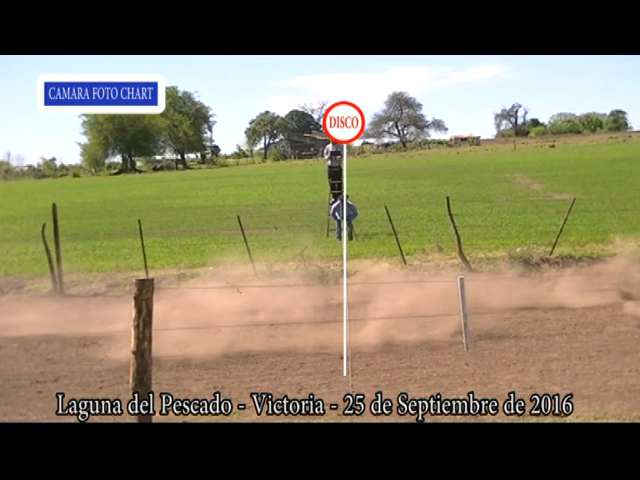 CAMARA FOTO CHART
DISCO
Laguna del Pescado - Victoria - 25 de Septiembre de 2016